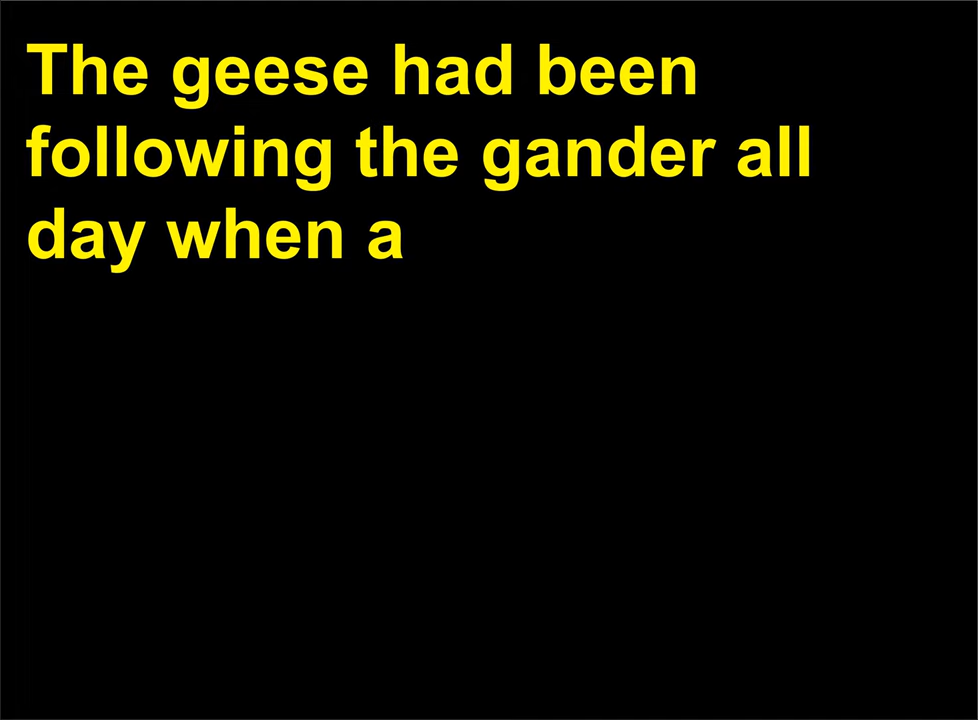 The geese had been
following the gander all
day when a